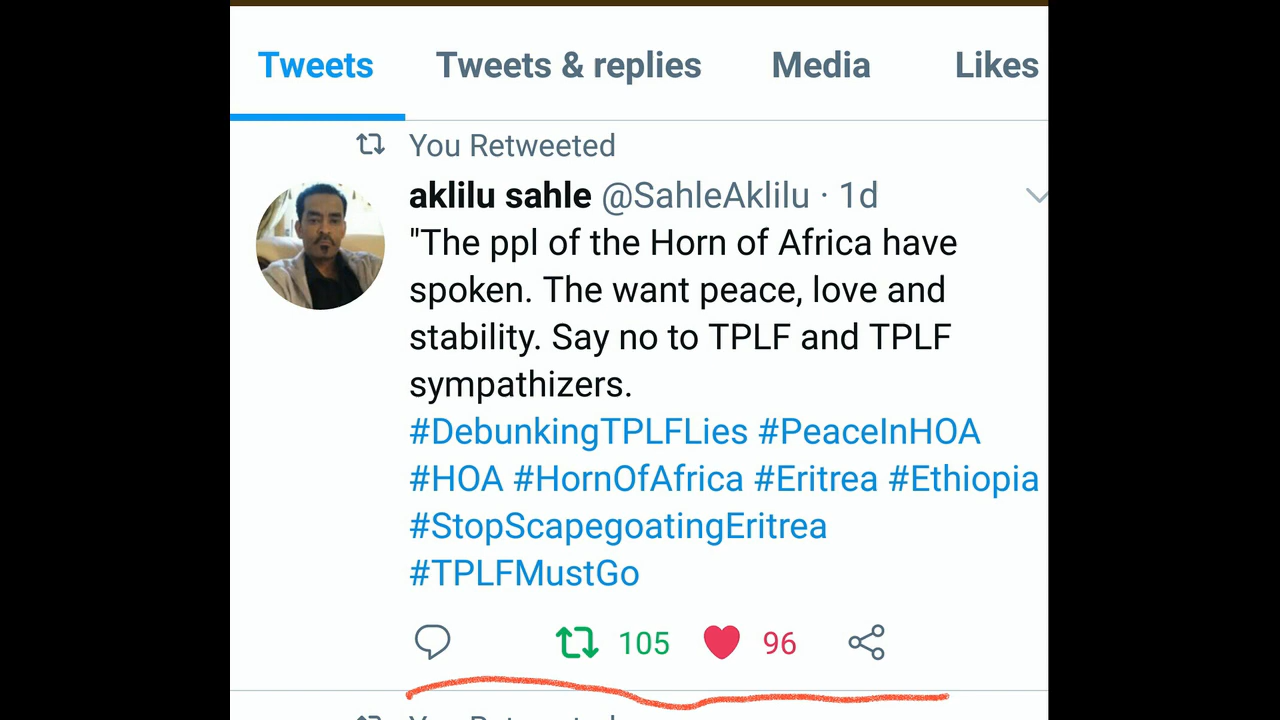 Tweets Tweets & replies Media Likes
You Retweeted
aklilu sahle @SahleAklilu · 1d
"The ppl of the Horn of Africa have
spoken. The want peace, love and
stability. Say no to TPLF and TPLF
sympathizers.
#DebunkingTPLFLies #PeaceInHOA
#HOA #HornOfAfrica #Eritrea #Ethiopia
#StopScapegoatingEritrea
#TPLFMustGo
105 96